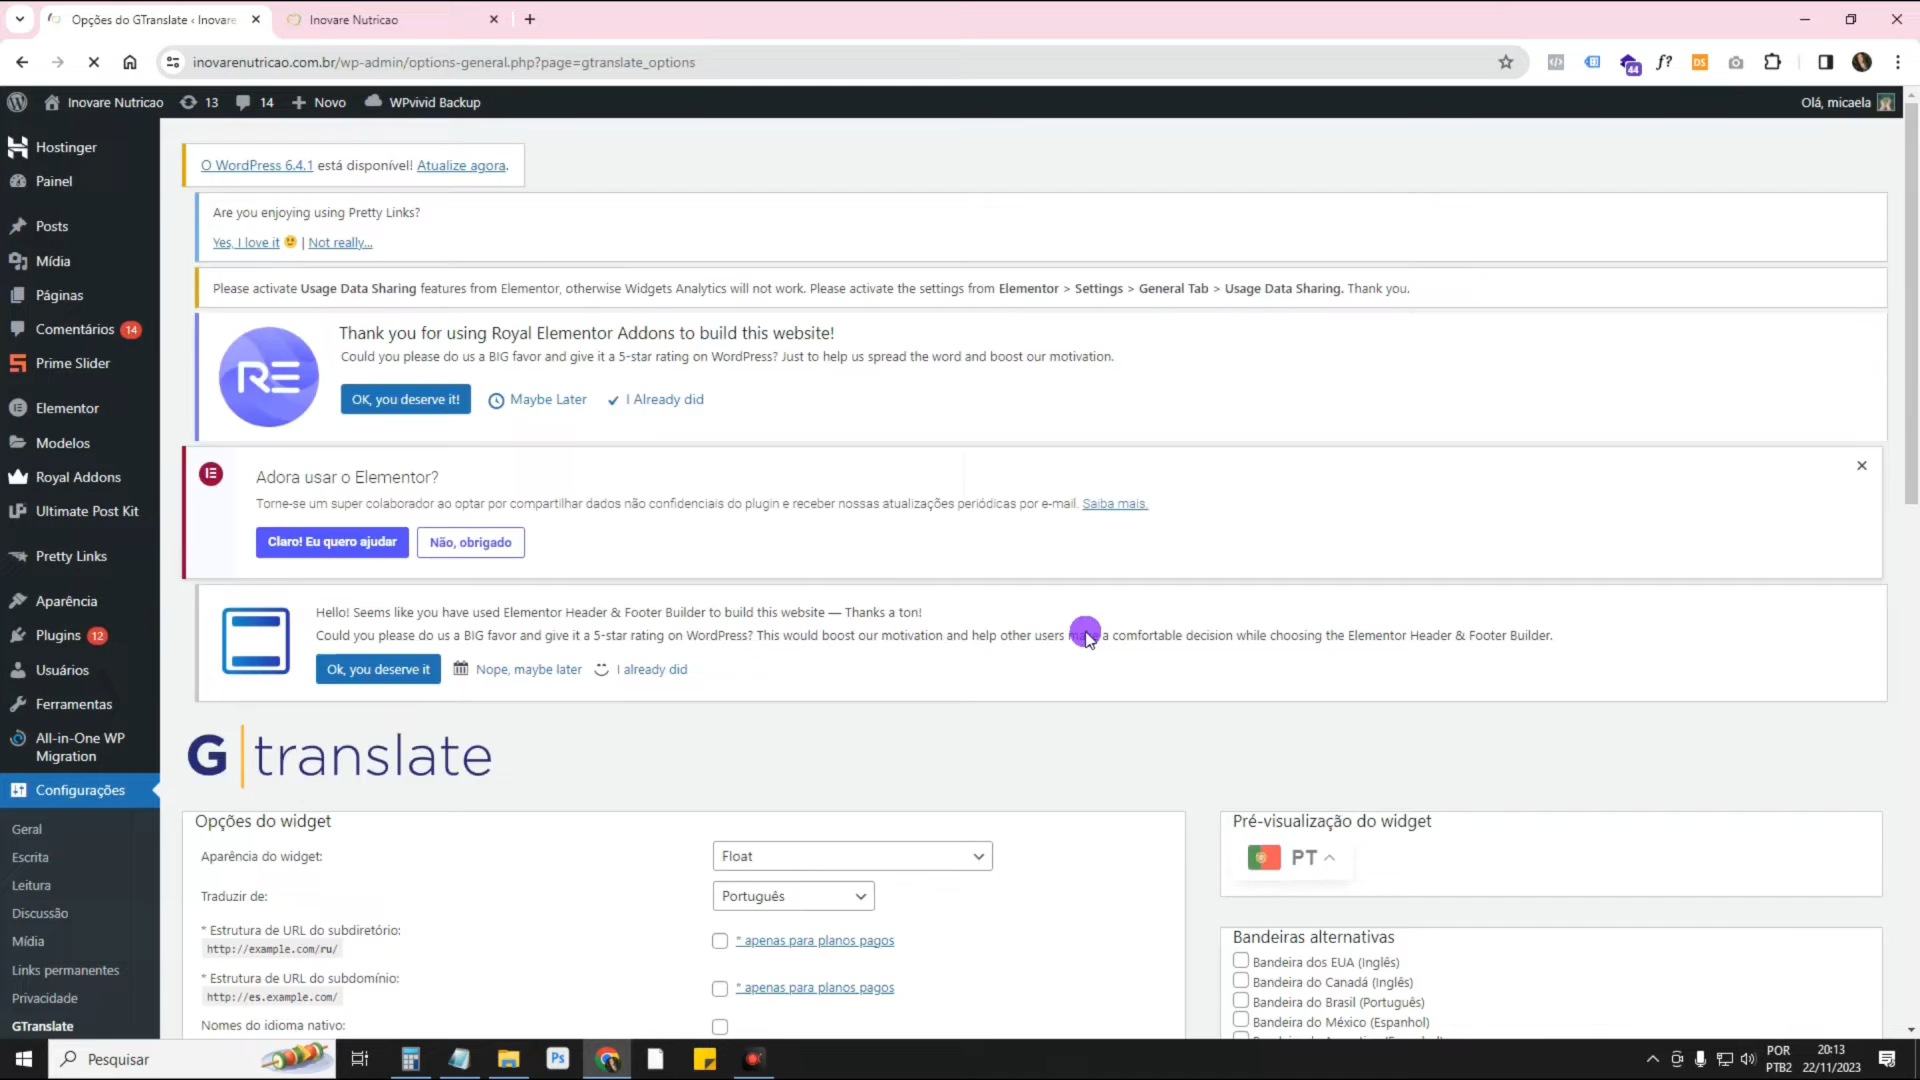 Opções do GTranslate ‹ Inovare
Inovare Nutricao
inovarenutricao.com.br/wp-admin/options-general.php?page=gtranslate_options
44
f?
DS
Inovare Nutricao
13
14
Novo
WPvivid Backup
Olá, micaela
Hostinger
Painel
Posts
Mídia
Páginas
Comentários 14
Prime Slider
Elementor
Modelos
Royal Addons
Ultimate Post Kit
Pretty Links
Aparência
Plugins 12
Usuários
Ferramentas
All-in-One WP
Migration
Configurações
Geral
Escrita
Leitura
Discussão
Mídia
Links permanentes
Privacidade
GTranslate
O WordPress 6.4.1 está disponível! Atualize agora.
Are you enjoying using Pretty Links?
Yes, I love it | Not really...
Please activate Usage Data Sharing features from Elementor, otherwise Widgets Analytics will not work. Please activate the settings from Elementor > Settings > General Tab > Usage Data Sharing. Thank you.
RE
Thank you for using Royal Elementor Addons to build this website!
Could you please do us a BIG favor and give it a 5-star rating on WordPress? Just to help us spread the word and boost our motivation.
OK, you deserve it!
Maybe Later
I Already did
Adora usar o Elementor?
Torne-se um super colaborador ao optar por compartilhar dados não confidenciais do plugin e receber nossas atualizações periódicas por e-mail. Saiba mais.
Claro! Eu quero ajudar
Não, obrigado
Hello! Seems like you have used Elementor Header & Footer Builder to build this website — Thanks a ton!
Could you please do us a BIG favor and give it a 5-star rating on WordPress? This would boost our motivation and help other users make a comfortable decision while choosing the Elementor Header & Footer Builder.
Ok, you deserve it
Nope, maybe later
I already did
G|translate
Opções do widget
Aparência do widget:
Float
Traduzir de:
Português
* Estrutura de URL do subdiretório:
http://example.com/ru/
* apenas para planos pagos
* Estrutura de URL do subdomínio:
http://es.example.com/
* apenas para planos pagos
Nomes do idioma nativo:
Pré-visualização do widget
PT
Bandeiras alternativas
Bandeira dos EUA (Inglês)
Bandeira do Canadá (Inglês)
Bandeira do Brasil (Português)
Bandeira do México (Espanhol)
Pesquisar
Ps
POR
PTB2
20:13
22/11/2023